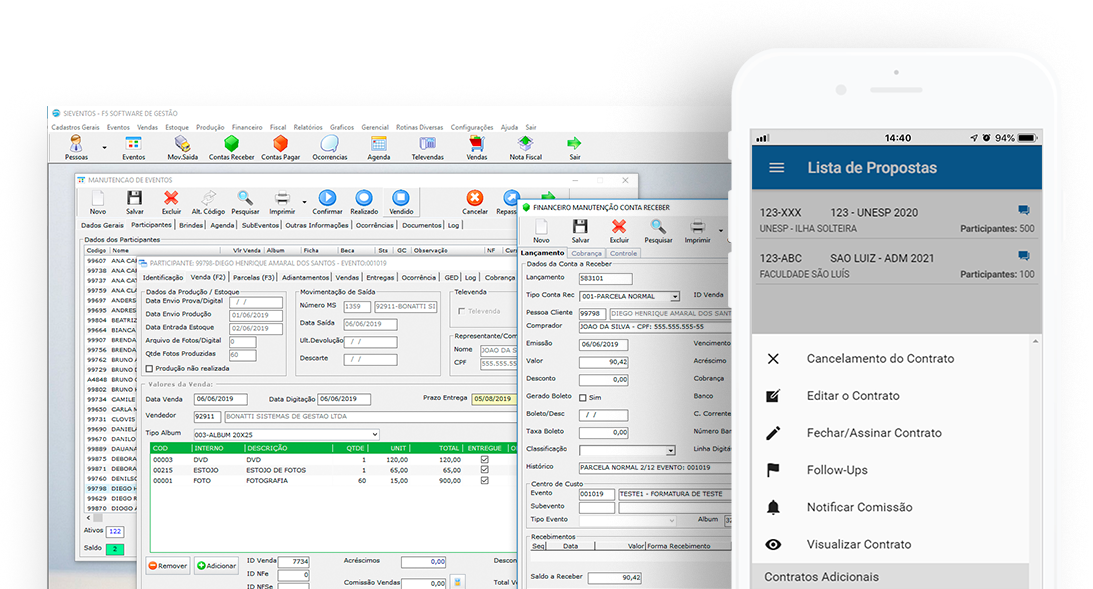 SIEVENTOS - F5 SOFTWARE DE GESTÃO
Cadastros Gerais Eventos Vendas Estoque Produção Financeiro Fiscal Relatórios Graficos Gerencial Rotinas Diversas Configurações Ajuda Sair
Pessoas Eventos Mov.Saida Contas Receber Contas Pagar Ocorrencias Agenda Televendas Vendas Nota Fiscal Sair
MANUTENCAO DE EVENTOS
Novo Salvar Excluir Alt. Código Pesquisar Imprimir Confirmar Realizado Vendido Cancelar Repass
Dados Gerais Participantes Brindes Agenda SubEventos Outras Informações Ocorrências Documentos Log
Dados dos Participantes
Codigo Nome Vlr Venda Album Ficha Beca Sts GC Observação NF Cur
99607 ANA CA
99738 ANA CA
99737 ANA CA
99759 ANA CL
99697 ANDERS
99695 ANDRES
99804 BEATRIZ
99664 BIANCA
99907 BRENDA
99756 BRENDA
99762 BRUNO
99729 BRUNO
A4848 BRUNO
99802 BRUNO
99734 CAMILE
99650 CARLA M
99731 CLOVIS
99690 DANIEL
99670 DANILO
99889 DAIANA
99875 DEBORA
99871 DEBORA
99760 DENILSO
99798 DIEGO H
99629 DIEGO R
99870 DIOGO A
Ativos 122
Saldo 2
PARTICIPANTE: 99798-DIEGO HENRIQUE AMARAL DOS SANTOS - EVENTO:001019
Identificação Venda (F2) Parcelas (F3) Adiantamentos Vendas Entregas Ocorrência GED Log Cobrança
Dados da Produção / Estoque
Data Envio Prova/Digital / /
Data Envio Produção 01/06/2019
Data Entrada Estoque 02/06/2019
Arquivo de Fotos/Digital 0
Qtde Fotos Produzidas 60
Produção não realizada
Movimentação de Saída
Número MS 1359 92911-BONATTI SI
Data Saída 06/06/2019
Ult.Devolução / /
Descarte / /
Televenda
Televenda
Representante/Com
Nome JOAO DA S
CPF 555.555.55
Valores da Venda:
Data Venda 06/06/2019 Data Digitação 06/06/2019 Prazo Entrega 05/08/2019
Vendedor 92911 BONATTI SISTEMAS DE GESTAO LTDA
Tipo Album 003-ALBUM 20X25
COD INTERNO DESCRIÇÃO QTDE UNIT TOTAL ENTREGUE
00003 DVD DVD 1 120,00 120,00
00215 ESTOJO ESTOJO DE FOTOS 1 65,00 65,00
00001 FOTO FOTOGRAFIA 60 15,00 900,00
Remover Adicionar
ID Venda 7734 Acréscimos 0,00 Descon
ID NFe 0
ID NFSe Comissão Vendas 0,00 Total V
FINANCEIRO MANUTENÇÃO CONTA RECEBER
Novo Salvar Excluir Pesquisar Imprimir
Lançamento Cobrança Controle
Dados da Conta a Receber
Lançamento 583101
Tipo Conta Rec 001-PARCELA NORMAL ID Venda
Pessoa Cliente 99798 DIEGO HENRIQUE AMARAL DOS SANT
Comprador JOAO DA SILVA - CPF: 555.555.555-55
Emissão 06/06/2019 Vencimento
Valor 90,42 Acréscimo
Desconto 0,00 Cobrança
Gerado Boleto Sim Banco
Boleto/Desc / / C. Corrente
Taxa Boleto 0,00 Número Ban
Classificação Linha Digitá
Histórico PARCELA NORMAL 2/12 EVENTO: 001019
Centro de Custo
Evento 001019 TESTE1 - FORMATURA DE TESTE
Subevento
Tipo Evento Album
Recebimentos
Seq Data Valor Forma Recebimento
Saldo a Receber 90,42
14:40 94%
Lista de Propostas
123-XXX 123 - UNESP 2020
UNESP - ILHA SOLTEIRA Participantes: 500
123-ABC SAO LUIZ - ADM 2021
FACULDADE SÃO LUÍS Participantes: 100
Cancelamento do Contrato
Editar o Contrato
Fechar/Assinar Contrato
Follow-Ups
Notificar Comissão
Visualizar Contrato
Contratos Adicionais